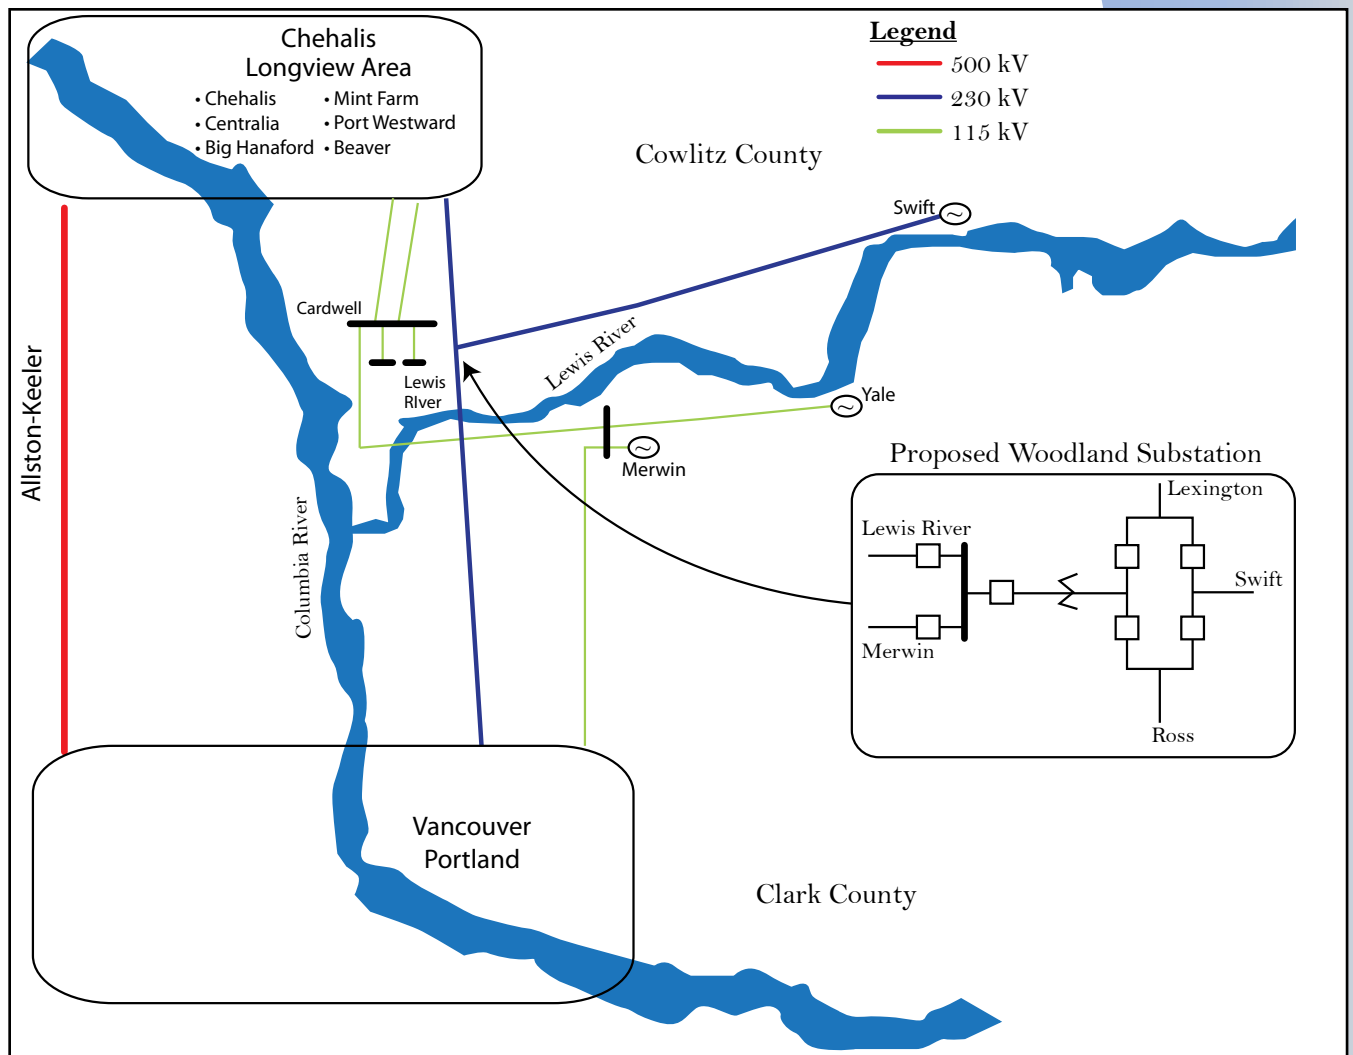 Chehalis
Longview Area
• Chehalis
• Centralia
• Big Hanaford
• Mint Farm
• Port Westward
• Beaver
Legend
500 kV
230 kV
115 kV
Cowlitz County
Swift
~
Cardwell
Lewis
RIver
Lewis River
Yale
~
Merwin
~
Allston-Keeler
Columbia River
Proposed Woodland Substation
Lexington
Lewis River
Swift
Merwin
Ross
Vancouver
Portland
Clark County